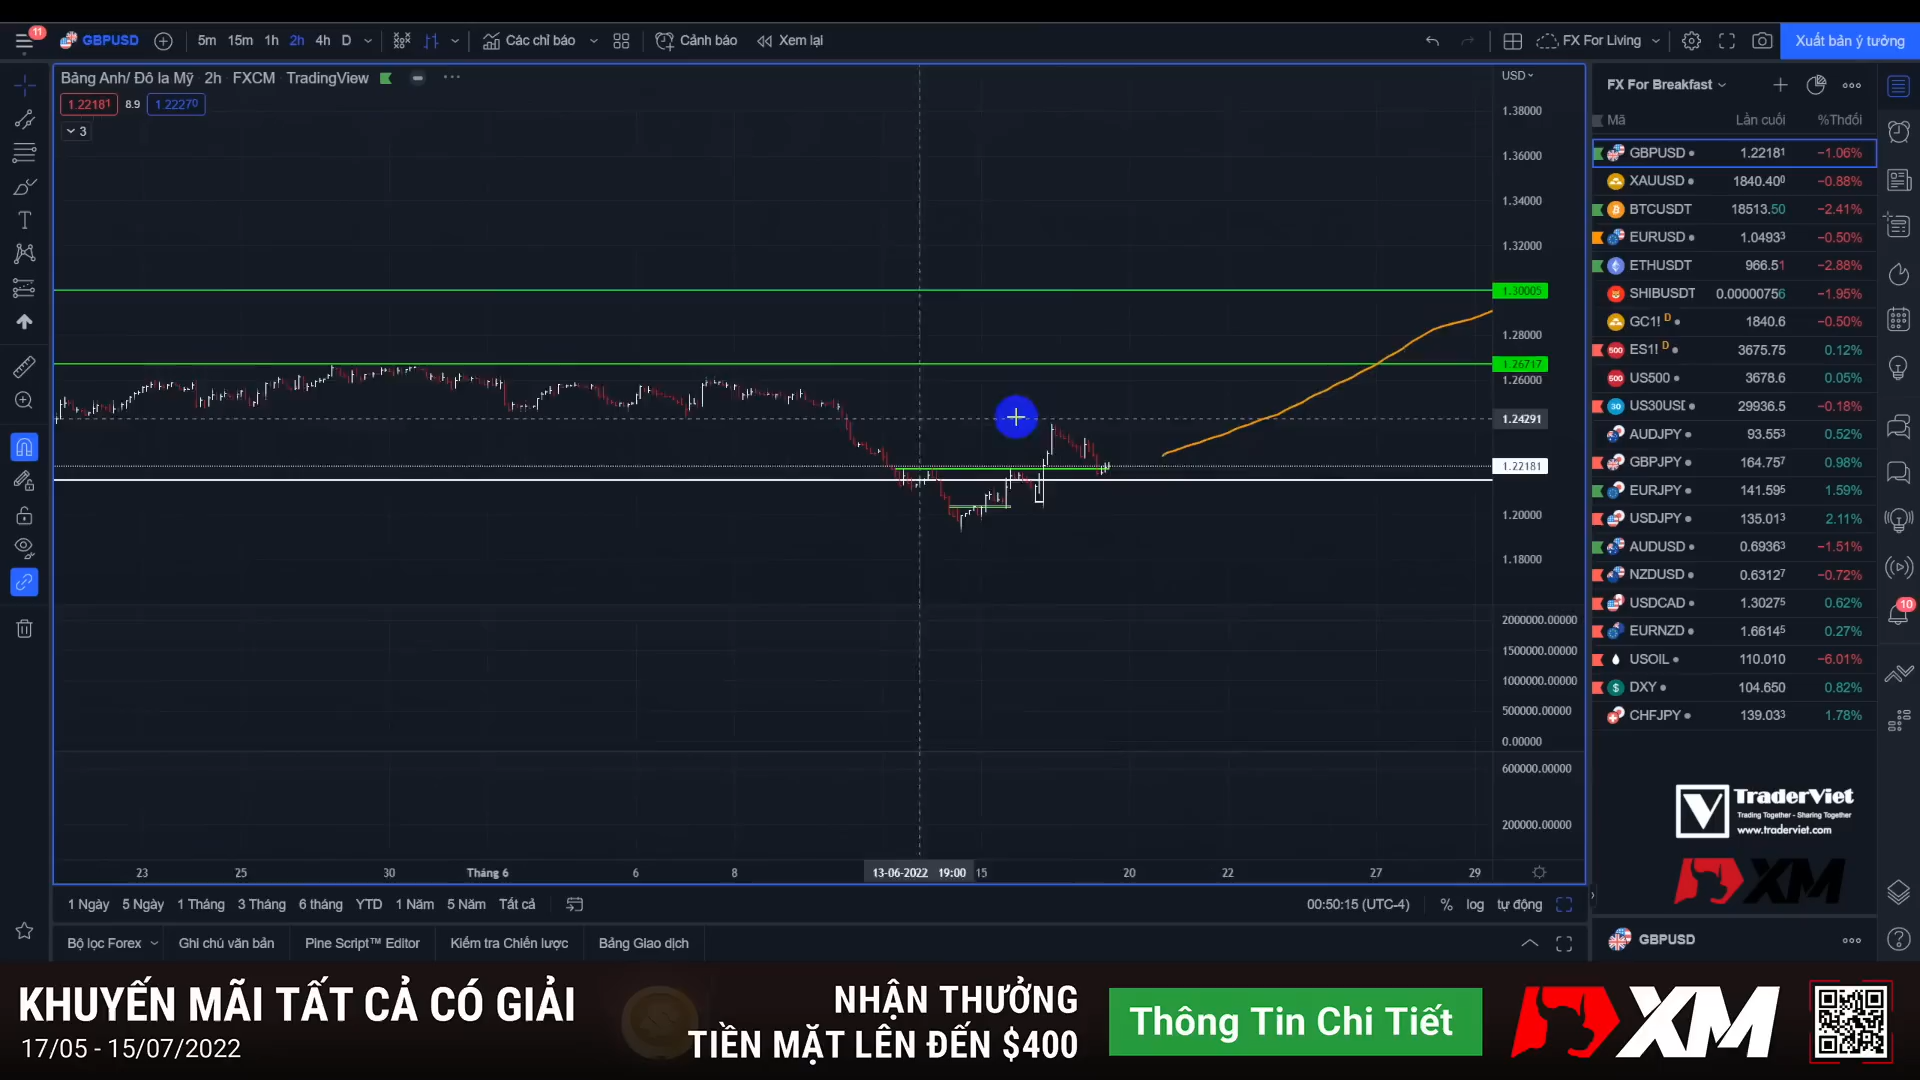 11
GBPUSD
5m 15m 1h 2h 4h D
Các chỉ báo
Cảnh báo
Xem lại
FX For Living
Xuất bản ý tưởng
Bảng Anh/ Đô la Mỹ 2h FXCM TradingView
1.22181 8.9 1.22270
3
USD
1.38000
1.36000
1.34000
1.32000
1.30005
1.28000
1.26717
1.26000
1.24291
1.22181
1.20000
1.18000
2000000.00000
1500000.00000
1000000.00000
500000.00000
0.00000
600000.00000
200000.00000
23 25 30 Tháng 6 6 8 13-06-2022 19:00 15 20 22 27 29
1 Ngày 5 Ngày 1 Tháng 3 Tháng 6 tháng YTD 1 Năm 5 Năm Tất cả
00:50:15 (UTC-4) % log tự động
Bộ lọc Forex Ghi chú văn bản Pine Script™ Editor Kiểm tra Chiến lược Bảng Giao dịch
FX For Breakfast
Mã Lần cuối %Thđổi
GBPUSD 1.22181 −1.06%
XAUUSD 1840.400 −0.88%
BTCUSDT 18513.50 −2.41%
EURUSD 1.04933 −0.50%
ETHUSDT 966.51 −2.88%
SHIBUSDT 0.00000756 −1.95%
GC1! D 1840.6 −0.50%
500 ES1! D 3675.75 0.12%
500 US500 3678.6 0.05%
30 US30USD 29936.5 −0.18%
AUDJPY 93.553 0.52%
GBPJPY 164.757 0.98%
EURJPY 141.595 1.59%
USDJPY 135.013 2.11%
AUDUSD 0.69363 −1.51%
NZDUSD 0.63127 −0.72%
USDCAD 1.30275 0.62%
EURNZD 1.66145 0.27%
USOIL 110.010 −6.01%
DXY 104.650 0.82%
CHFJPY 139.033 1.78%
10
TraderViet
Trading Together - Sharing Together
www.traderviet.com
XM
GBPUSD
KHUYẾN MÃI TẤT CẢ CÓ GIẢI
17/05 - 15/07/2022
NHẬN THƯỞNG
TIỀN MẶT LÊN ĐẾN $400
Thông Tin Chi Tiết
XM